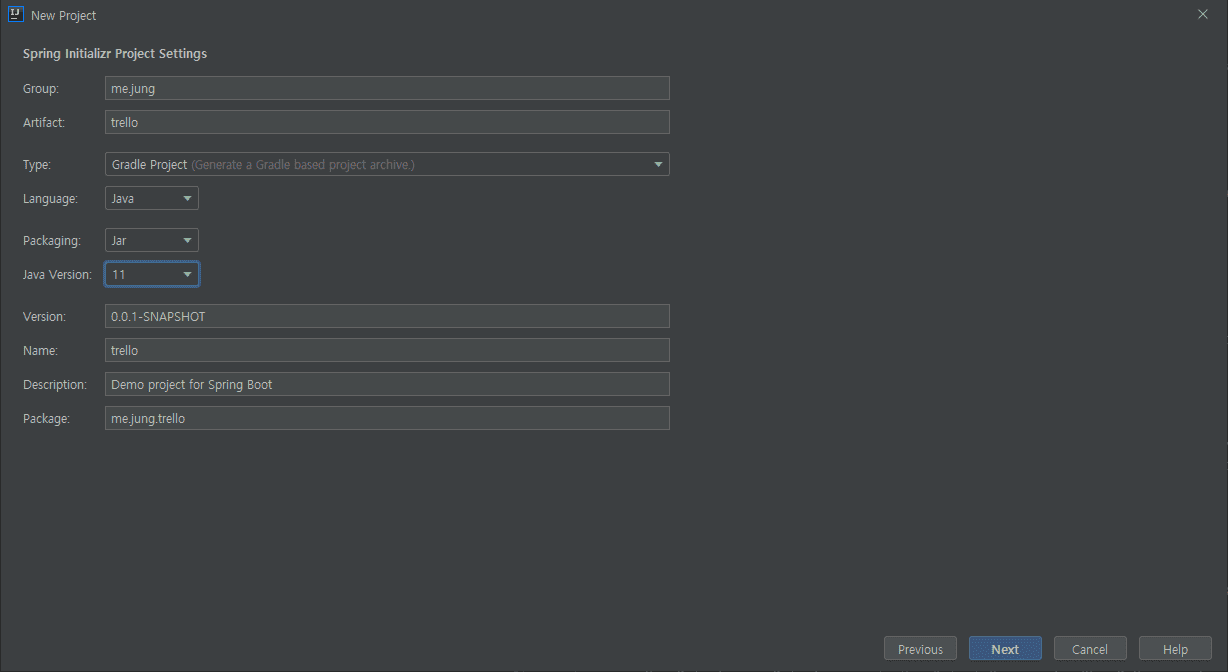 IJ New Project
Spring Initializr Project Settings
Group: me.jung
Artifact: trello
Type: Gradle Project (Generate a Gradle based project archive.)
Language: Java
Packaging: Jar
Java Version: 11
Version: 0.0.1-SNAPSHOT
Name: trello
Description: Demo project for Spring Boot
Package: me.jung.trello
Previous Next Cancel Help